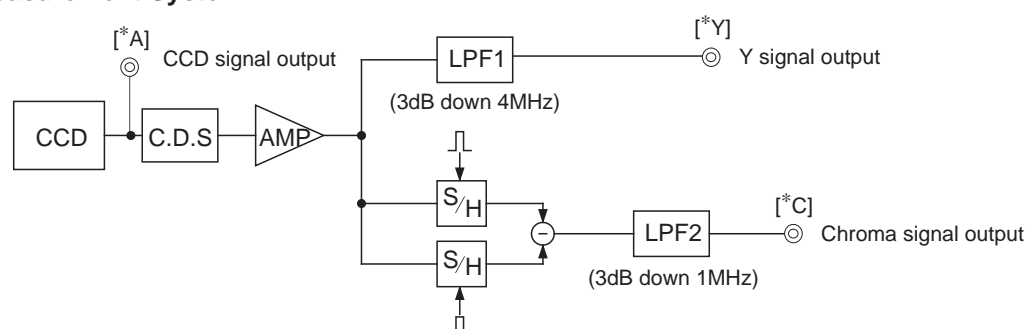 [*A]
CCD signal output
[*Y]
Y signal output
LPF1
(3dB down 4MHz)
CCD
C.D.S
AMP
S/H
[*C]
Chroma signal output
LPF2
(3dB down 1MHz)
S/H